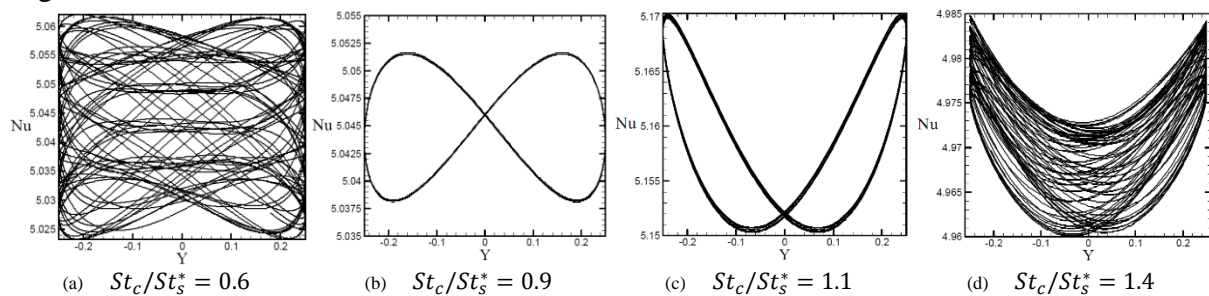 5.06
5.055
5.05
5.045
Nu
5.04
5.035
5.03
5.025
-0.2 -0.1 0 0.1 0.2
Y
(a) St_c/St_s^* = 0.6
5.055
5.0525
5.05
5.0475
5.045
Nu
5.0425
5.04
5.0375
5.035
-0.2 -0.1 0 0.1 0.2
Y
(b) St_c/St_s^* = 0.9
5.17
5.165
5.16
Nu
5.155
5.15
-0.2 -0.1 0 0.1 0.2
Y
(c) St_c/St_s^* = 1.1
4.985
4.98
4.975
Nu
4.97
4.965
4.96
-0.2 -0.1 0 0.1 0.2
Y
(d) St_c/St_s^* = 1.4